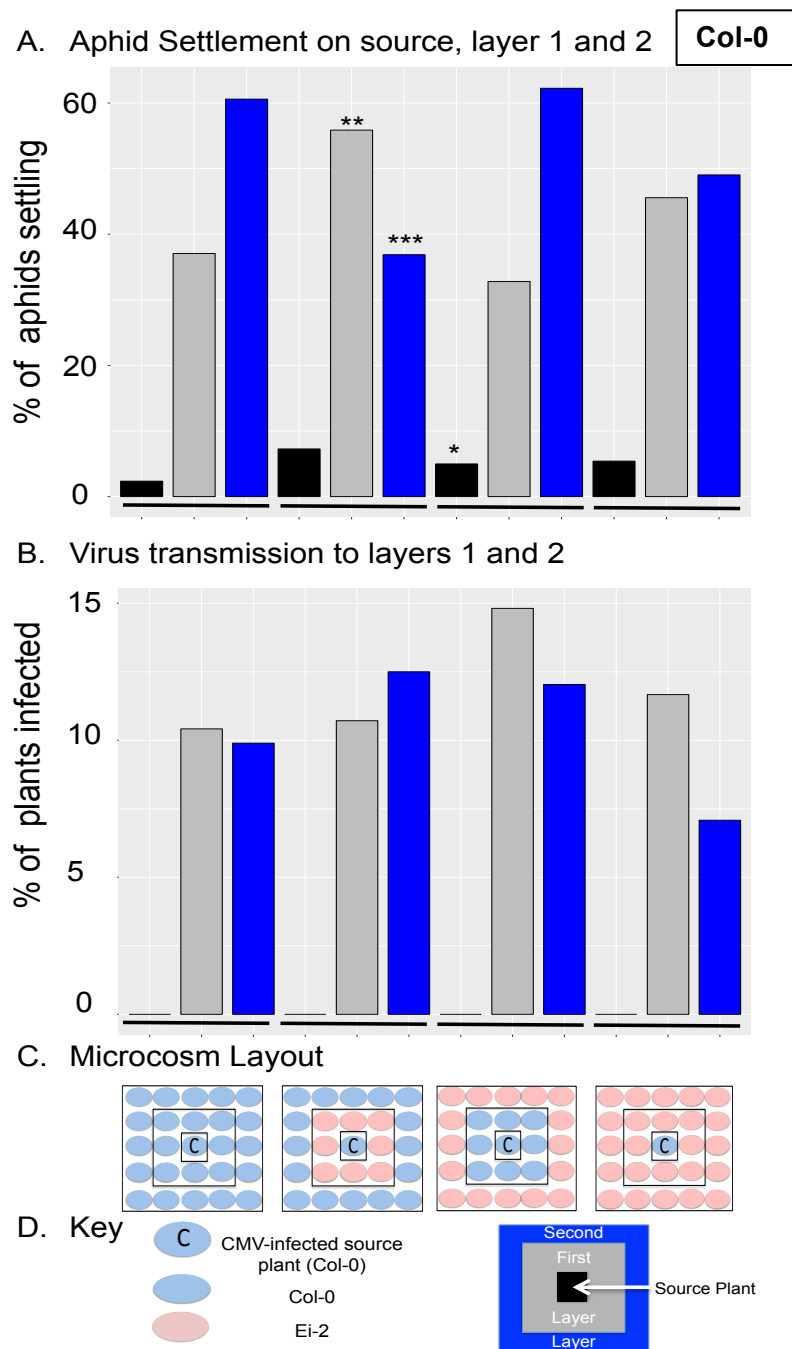 A. Aphid Settlement on source, layer 1 and 2
Col-0
% of aphids settling
60
40
20
0
**
***
*
B. Virus transmission to layers 1 and 2
% of plants infected
15
10
5
0
C. Microcosm Layout
C
C
C
C
D. Key
C
CMV-infected source
plant (Col-0)
Col-0
Ei-2
Second
First
Source Plant
Layer
Layer